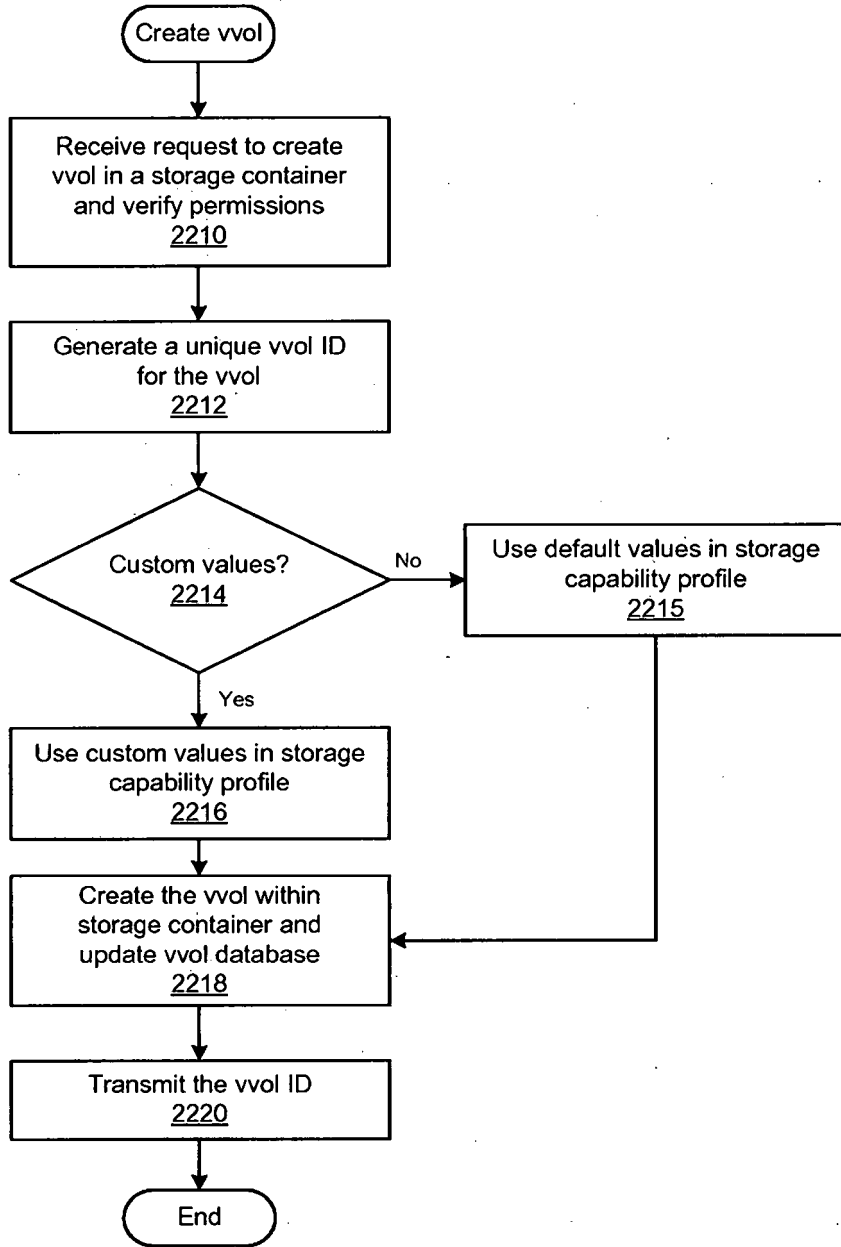 Create vvol
Receive request to create
vvol in a storage container
and verify permissions
2210
Generate a unique vvol ID
for the vvol
2212
Custom values?
2214
No
Use default values in storage
capability profile
2215
Yes
Use custom values in storage
capability profile
2216
Create the vvol within
storage container and
update vvol database
2218
Transmit the vvol ID
2220
End